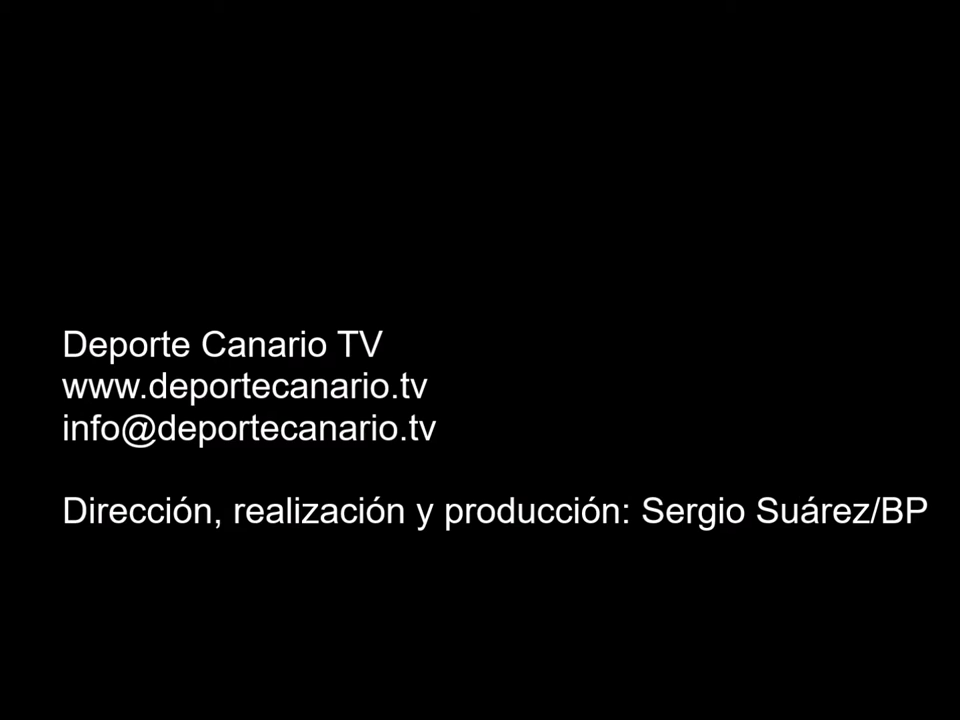 Deporte Canario TV
www.deportecanario.tv
info@deportecanario.tv
Dirección, realización y producción: Sergio Suárez/BP